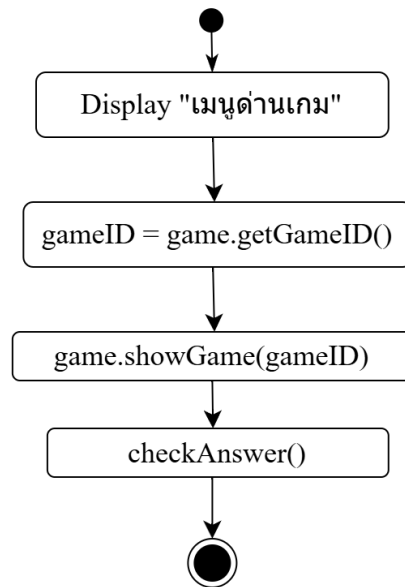 Display "เมนูด่านเกม"
gameID = game.getGameID()
game.showGame(gameID)
checkAnswer()